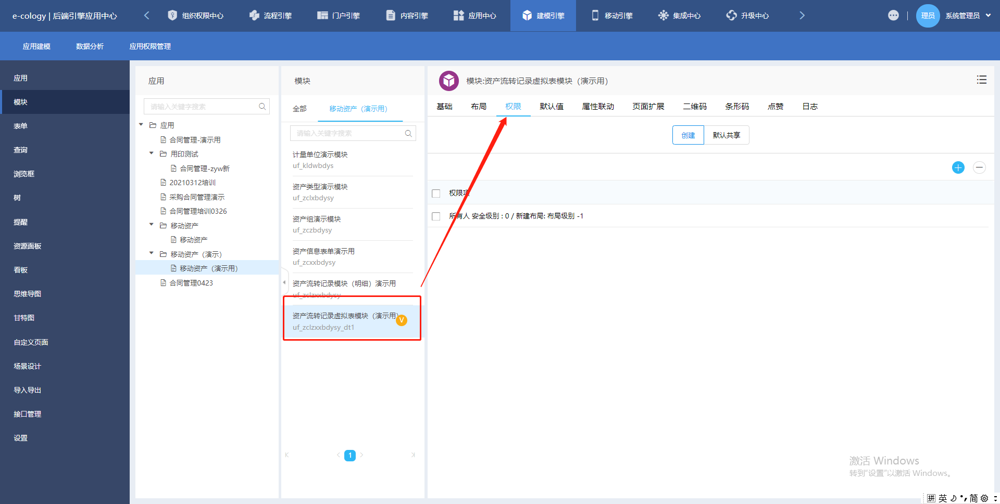 e-cology | 后端引擎应用中心
组织权限中心
流程引擎
门户引擎
内容引擎
应用中心
建模引擎
移动引擎
集成中心
升级中心
理员
系统管理员
应用建模
数据分析
应用权限管理
应用
模块
表单
查询
浏览框
树
提醒
资源面板
看板
思维导图
甘特图
自定义页面
场景设计
导入导出
接口管理
设置
应用
请输入关键字搜索
应用
合同管理-演示用
用印测试
合同管理-zyw新
20210312培训
采购合同管理演示
合同管理培训0326
移动资产
移动资产
移动资产（演示）
移动资产（演示用）
合同管理0423
模块
全部
移动资产（演示用）
请输入关键字搜索
计量单位演示模块
uf_kldwbdys
资产类型演示模块
uf_zclxbdysy
资产组演示模块
uf_zczbdysy
资产信息表单演示用
uf_zcxxbdysy
资产流转记录模块（明细）演示用
uf_zclzxxbdysy
资产流转记录虚拟表模块（演示用）
V
uf_zclzxxbdysy_dt1
1
模块:资产流转记录虚拟表模块（演示用）
基础
布局
权限
默认值
属性联动
页面扩展
二维码
条形码
点赞
日志
创建
默认共享
权限项
所有人 安全级别 : 0 / 新建布局: 布局级别 -1
激活 Windows
转到"设置"以激活 Windows。
拼 英 简